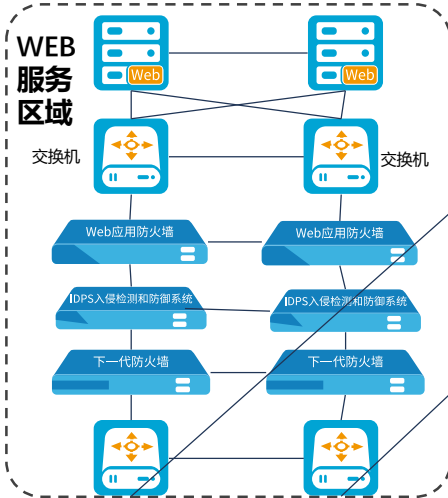 WEB
服务
区域
Web
Web
交换机
交换机
Web应用防火墙
Web应用防火墙
IDPS入侵检测和防御系统
IDPS入侵检测和防御系统
下一代防火墙
下一代防火墙